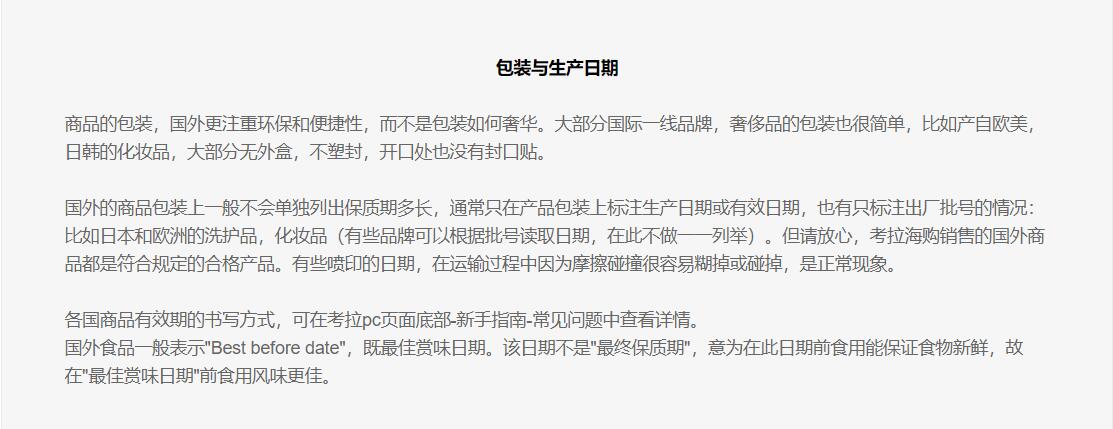 包装与生产日期
商品的包装，国外更注重环保和便捷性，而不是包装如何奢华。大部分国际一线品牌，奢侈品的包装也很简单，比如产自欧美，
日韩的化妆品，大部分无外盒，不塑封，开口处也没有封口贴。
国外的商品包装上一般不会单独列出保质期多长，通常只在产品包装上标注生产日期或有效日期，也有只标注出厂批号的情况：
比如日本和欧洲的洗护品，化妆品（有些品牌可以根据批号读取日期，在此不做一一列举）。但请放心，考拉海购销售的国外商
品都是符合规定的合格产品。有些喷印的日期，在运输过程中因为摩擦碰撞很容易糊掉或碰掉，是正常现象。
各国商品有效期的书写方式，可在考拉pc页面底部-新手指南-常见问题中查看详情。
国外食品一般表示"Best before date"，既最佳赏味日期。该日期不是"最终保质期"，意为在此日期前食用能保证食物新鲜，故
在"最佳赏味日期"前食用风味更佳。